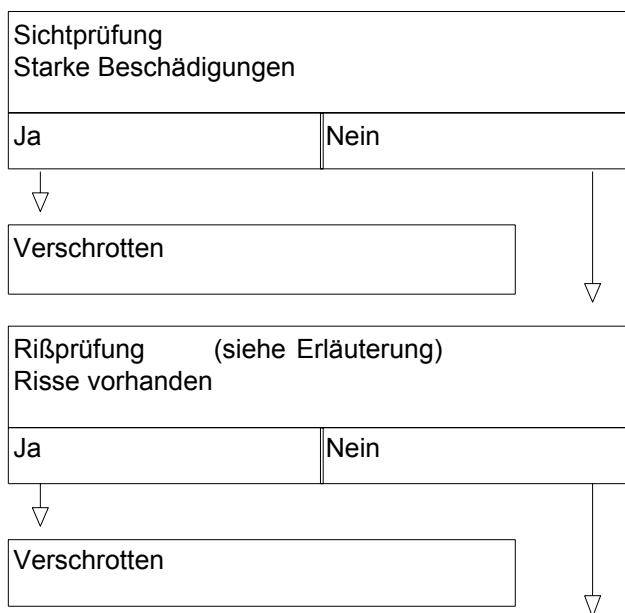 Sichtprüfung
Starke Beschädigungen
Ja Nein
Verschrotten
Rißprüfung (siehe Erläuterung)
Risse vorhanden
Ja Nein
Verschrotten